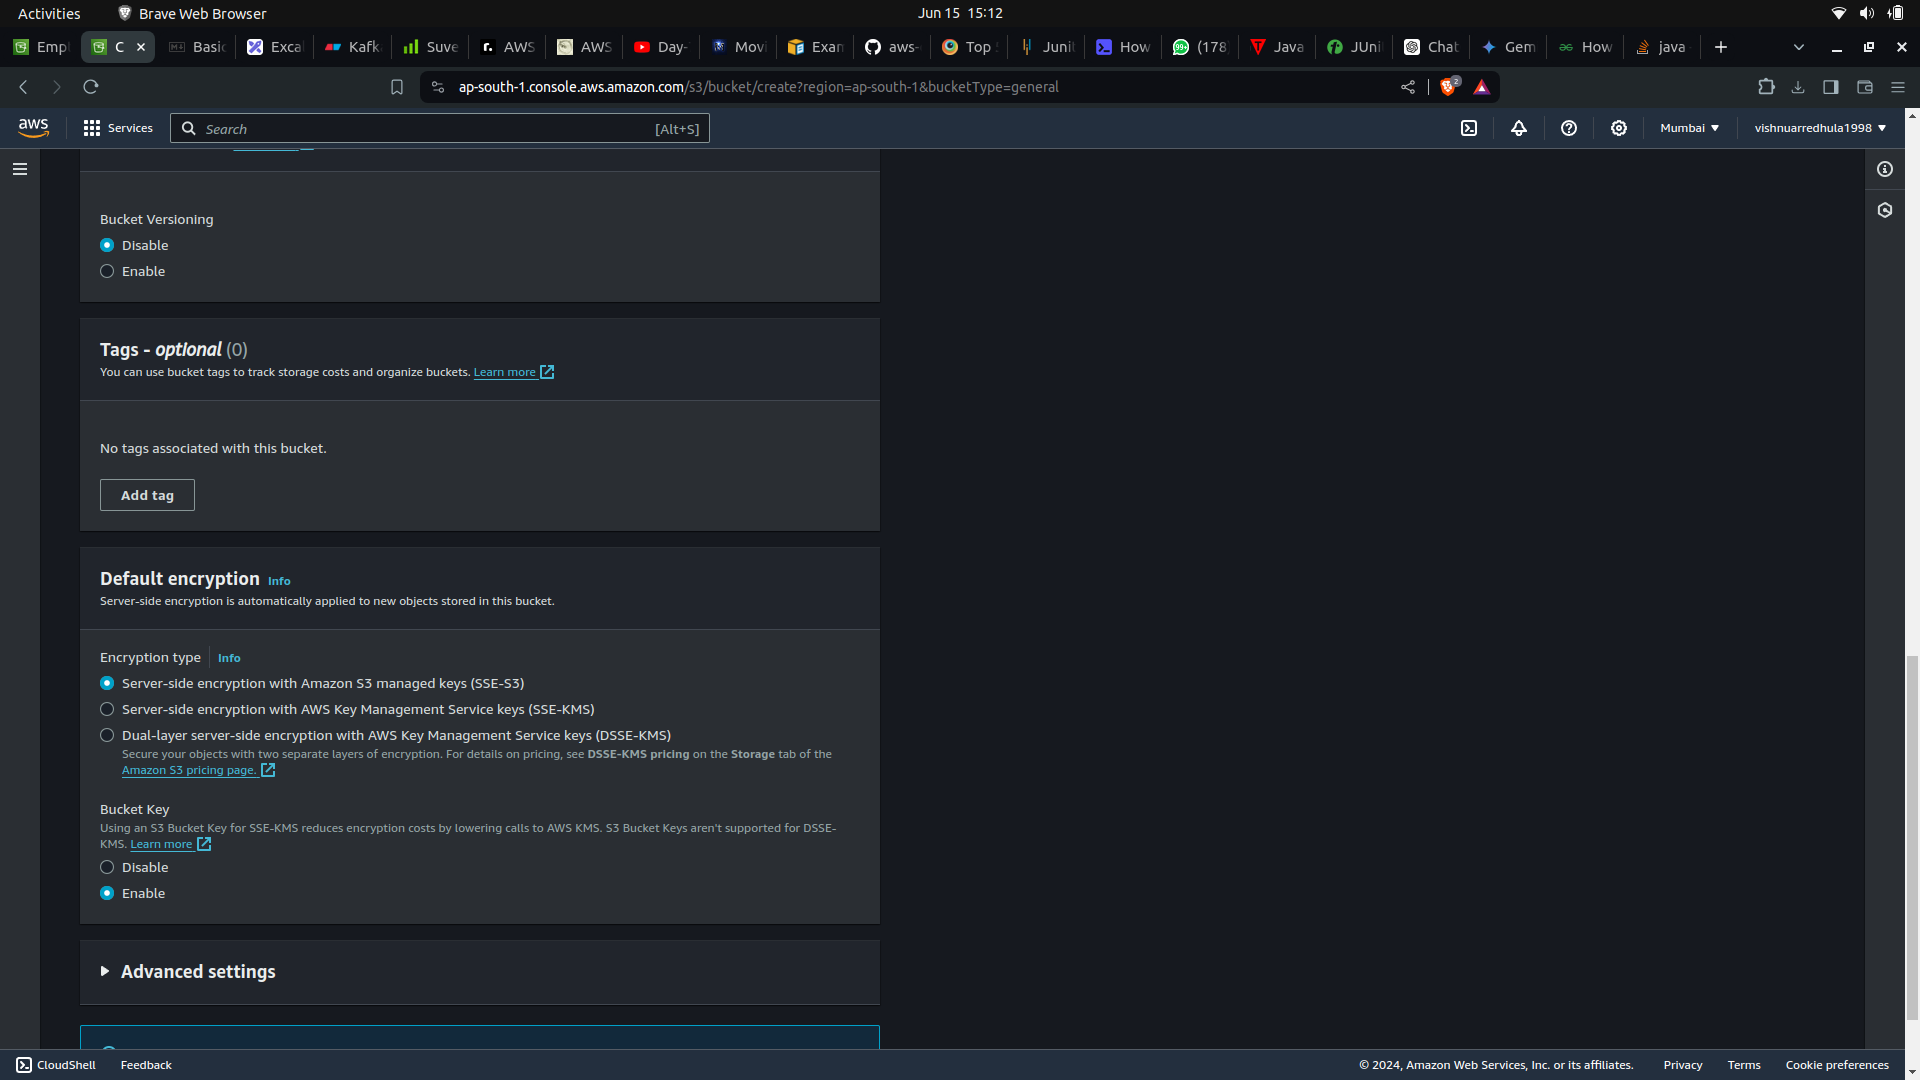 Activities
Brave Web Browser
Jun 15 15:12
Empl
C
Basic
Excal
Kafk
Suve
AWS
AWS
Day-
Movi
Exam
aws-
Top
Junit
How
(178)
Java
JUni
Chat
Gem
How
java
ap-south-1.console.aws.amazon.com/s3/bucket/create?region=ap-south-1&bucketType=general
2
aws
Services
Search
[Alt+S]
Mumbai
vishnuarredhula1998
Bucket Versioning
Disable
Enable
Tags - optional (0)
You can use bucket tags to track storage costs and organize buckets. Learn more
No tags associated with this bucket.
Add tag
Default encryption Info
Server-side encryption is automatically applied to new objects stored in this bucket.
Encryption type Info
Server-side encryption with Amazon S3 managed keys (SSE-S3)
Server-side encryption with AWS Key Management Service keys (SSE-KMS)
Dual-layer server-side encryption with AWS Key Management Service keys (DSSE-KMS)
Secure your objects with two separate layers of encryption. For details on pricing, see DSSE-KMS pricing on the Storage tab of the
Amazon S3 pricing page.
Bucket Key
Using an S3 Bucket Key for SSE-KMS reduces encryption costs by lowering calls to AWS KMS. S3 Bucket Keys aren't supported for DSSE-
KMS. Learn more
Disable
Enable
Advanced settings
CloudShell
Feedback
© 2024, Amazon Web Services, Inc. or its affiliates.
Privacy
Terms
Cookie preferences